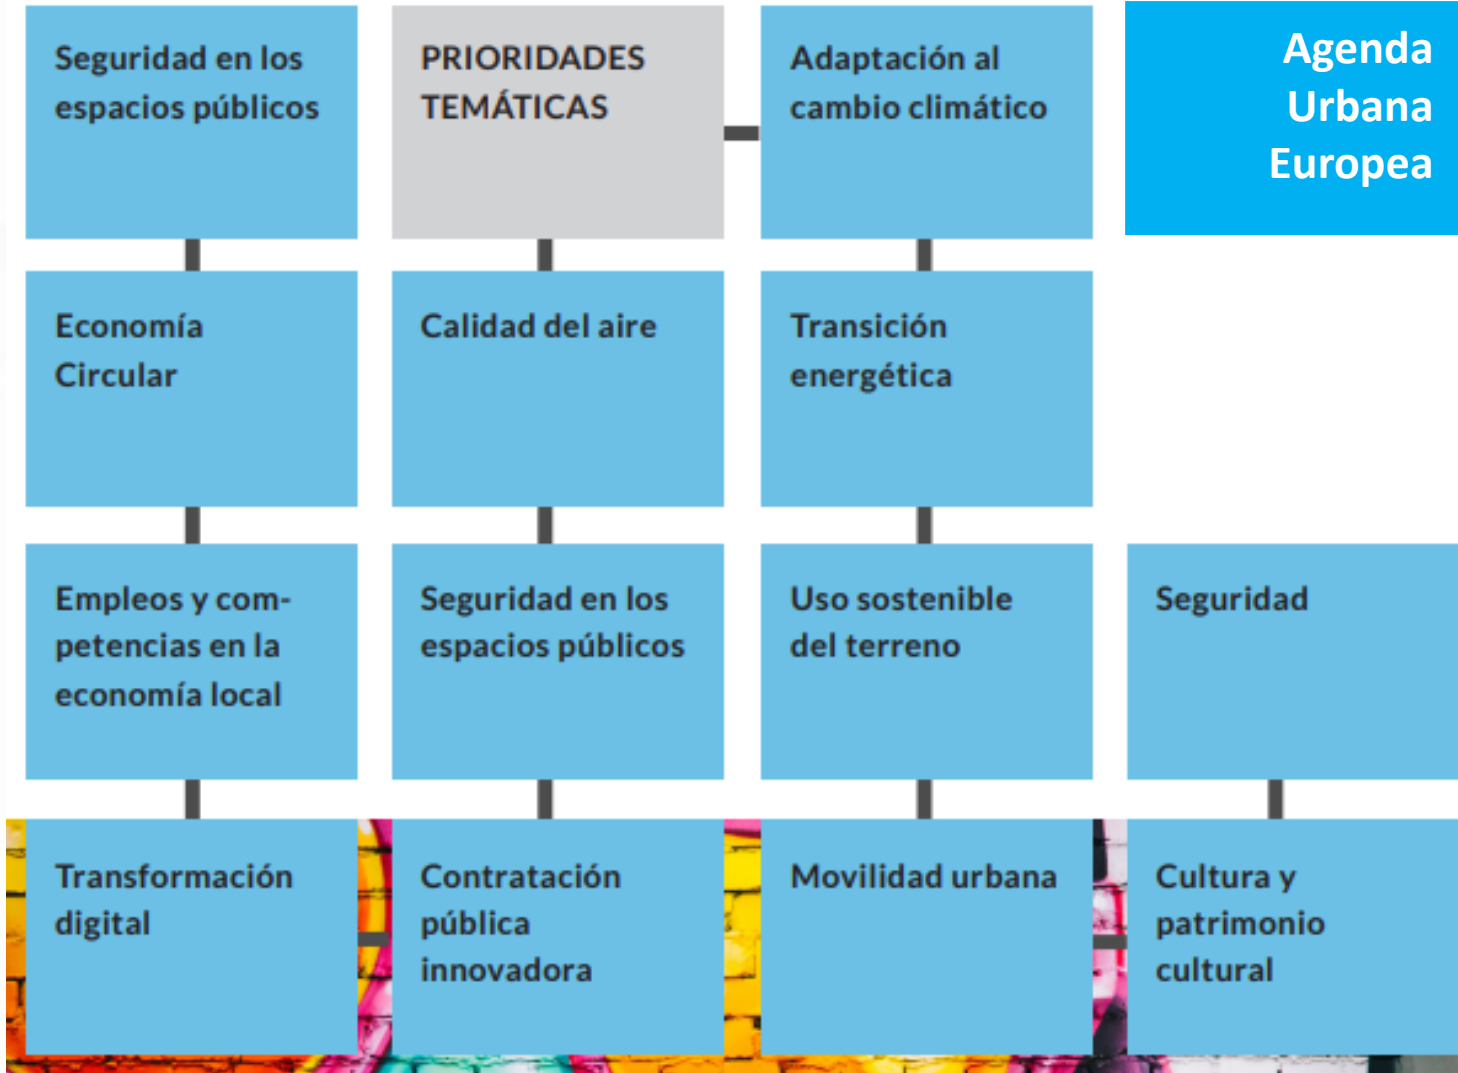 Seguridad en los
espacios públicos
PRIORIDADES
TEMÁTICAS
Adaptación al
cambio climático
Agenda
Urbana
Europea
Economía
Circular
Calidad del aire
Transición
energética
Empleos y com-
petencias en la
economía local
Seguridad en los
espacios públicos
Uso sostenible
del terreno
Seguridad
Transformación
digital
Contratación
pública
innovadora
Movilidad urbana
Cultura y
patrimonio
cultural